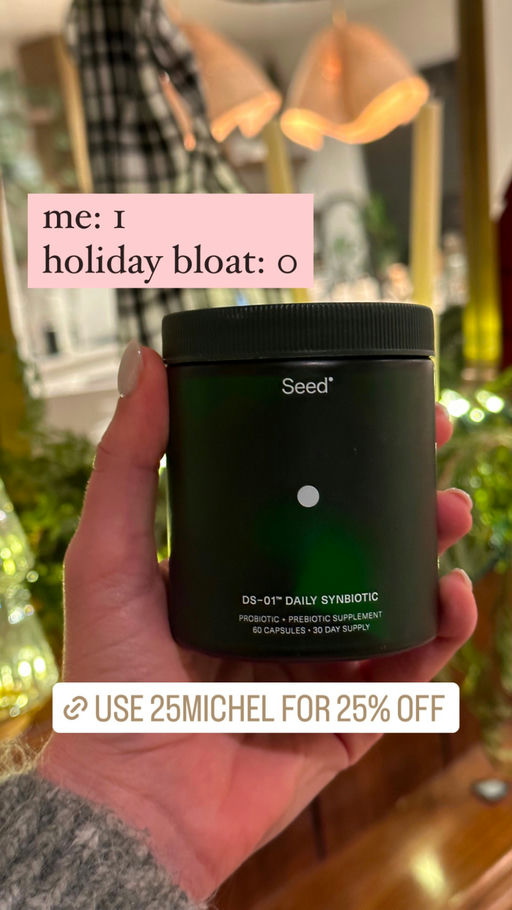 me: 1
holiday bloat: 0
Seed
DS-01™ DAILY SYNBIOTIC
PROBIOTIC + PREBIOTIC SUPPLEMENT
60 CAPSULES • 30 DAY SUPPLY
USE 25MICHEL FOR 25% OFF